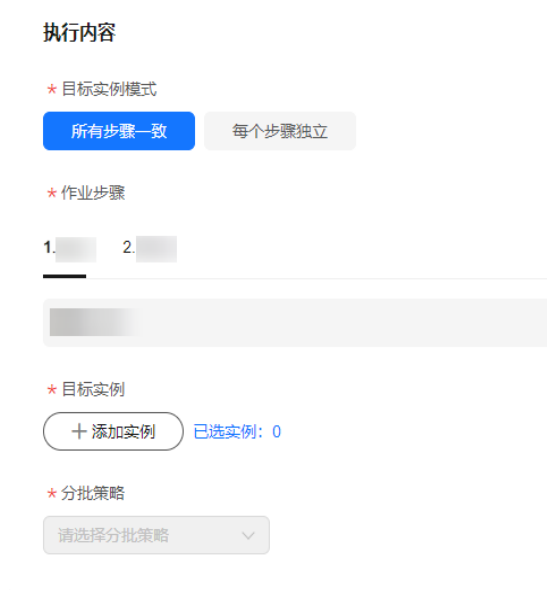 执行内容
* 目标实例模式
所有步骤一致 每个步骤独立
* 作业步骤
1. 2.
* 目标实例
+ 添加实例 已选实例：0
* 分批策略
请选择分批策略